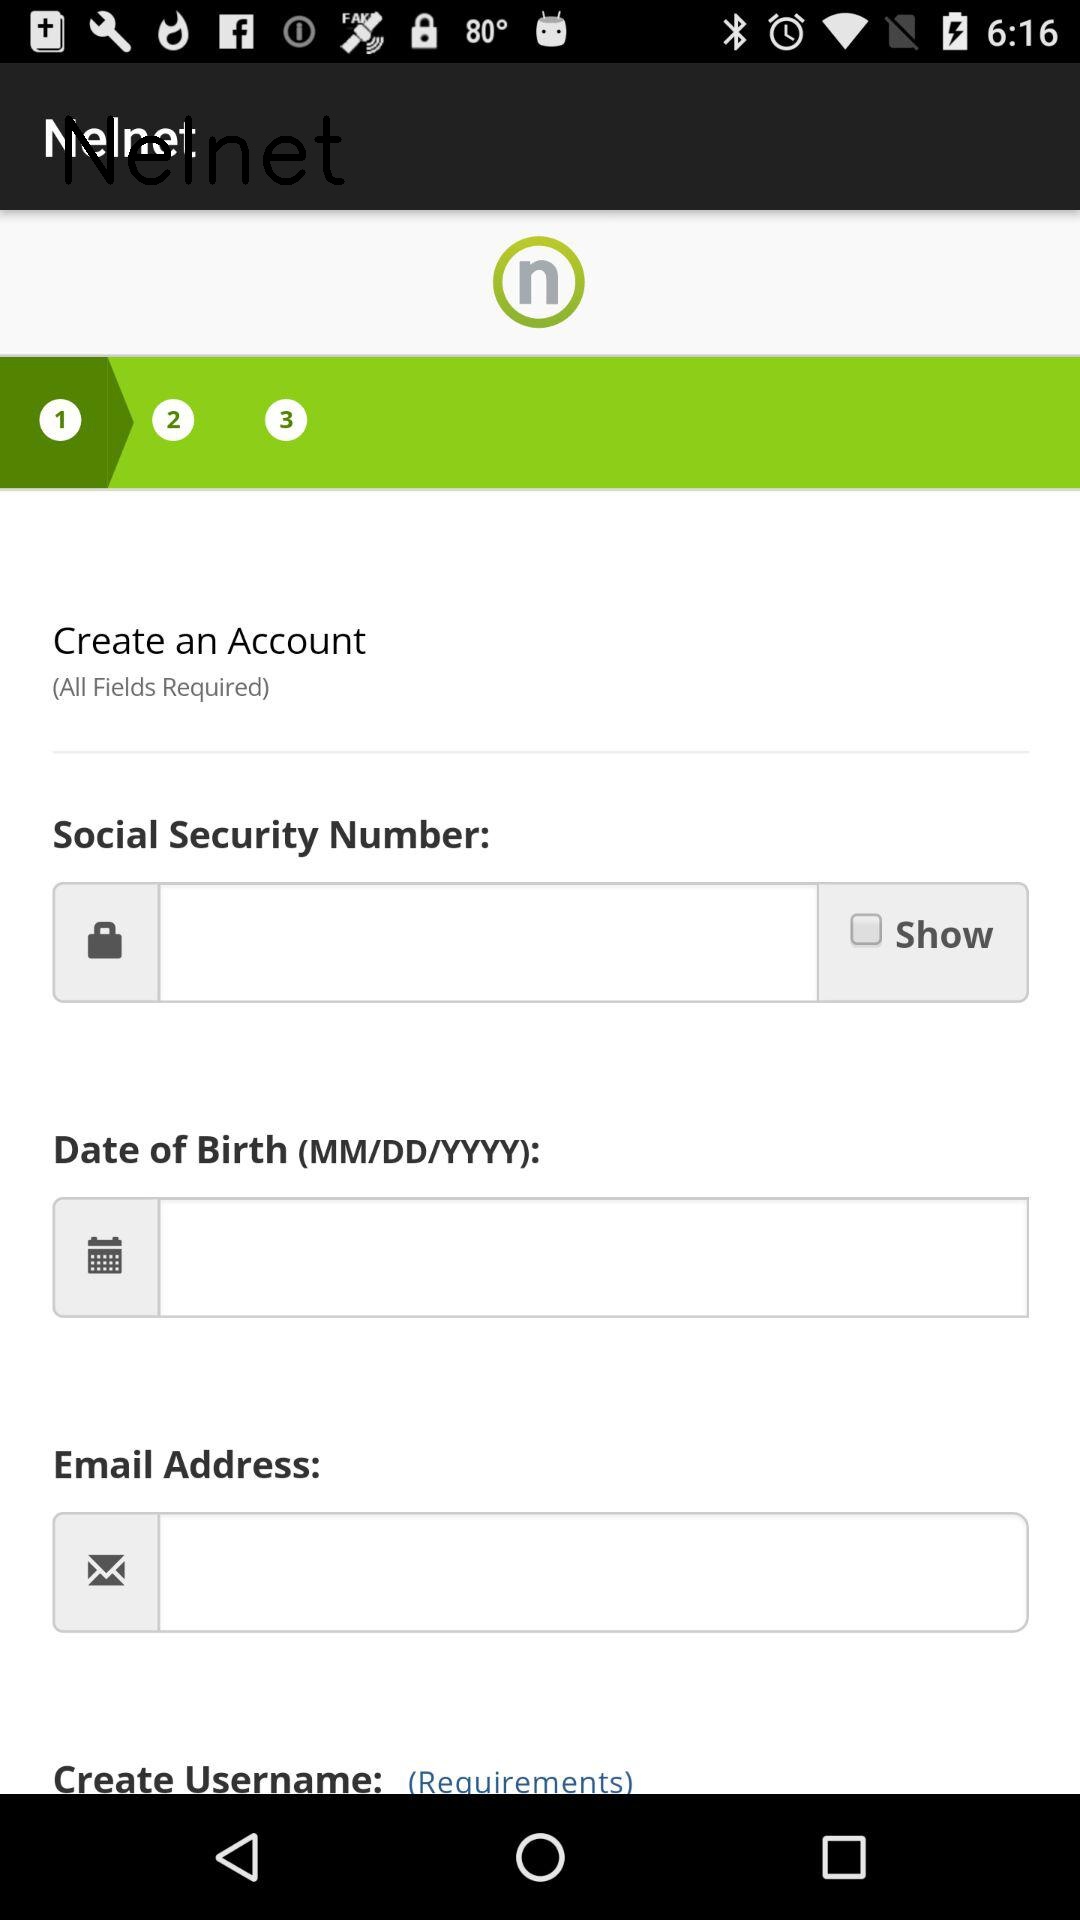 FAKE 80° 6:16
Nelnet
Nelnet
n
1 2 3
Create an Account
(All Fields Required)
Social Security Number:
Show
Date of Birth (MM/DD/YYYY):
Email Address:
Create Username: (Requirements)